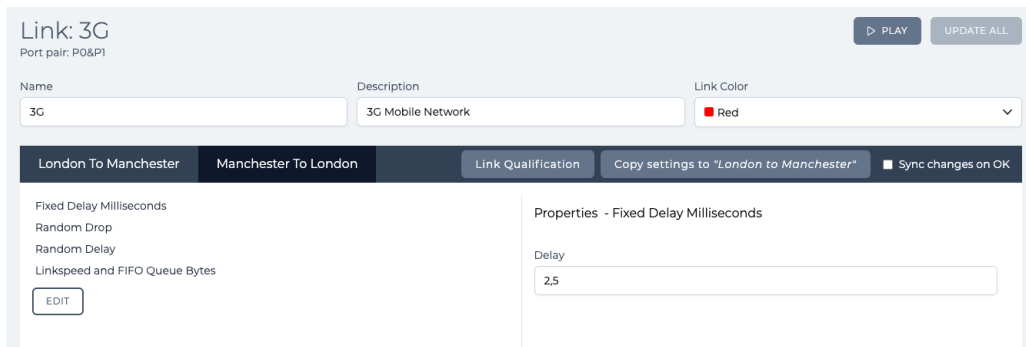 Link: 3G
Port pair: P0&P1
PLAY
UPDATE ALL
Name
Description
Link Color
3G
3G Mobile Network
Red
London To Manchester
Manchester To London
Link Qualification
Copy settings to "London to Manchester"
Sync changes on OK
Fixed Delay Milliseconds
Random Drop
Random Delay
Linkspeed and FIFO Queue Bytes
EDIT
Properties - Fixed Delay Milliseconds
Delay
2,5